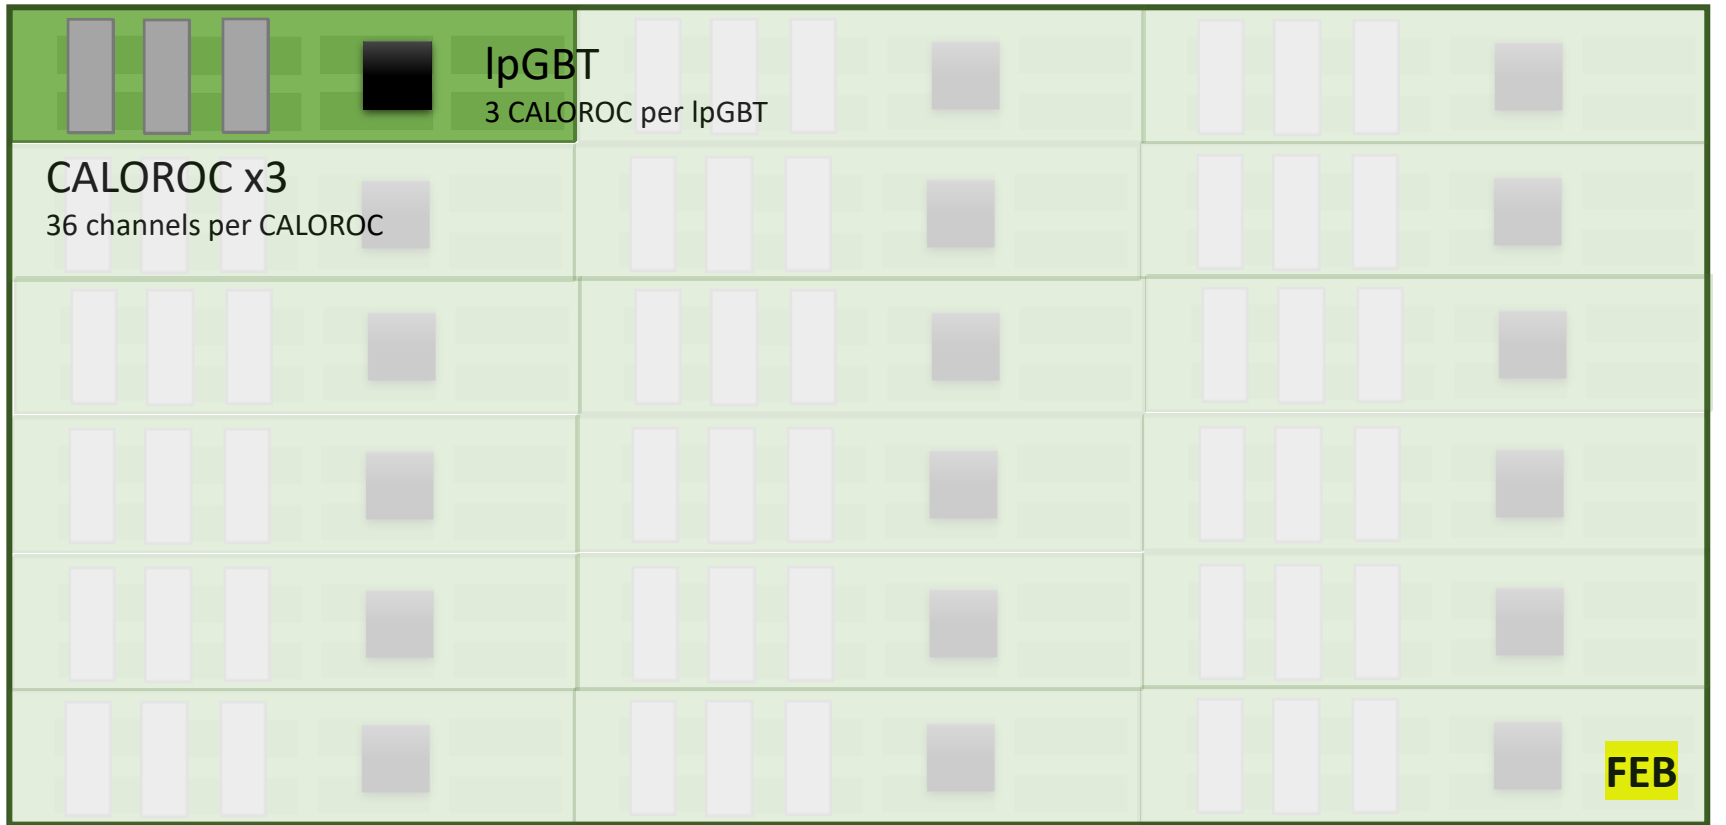 lpGBT
3 CALOROC per lpGBT
CALOROC x3
36 channels per CALOROC
FEB